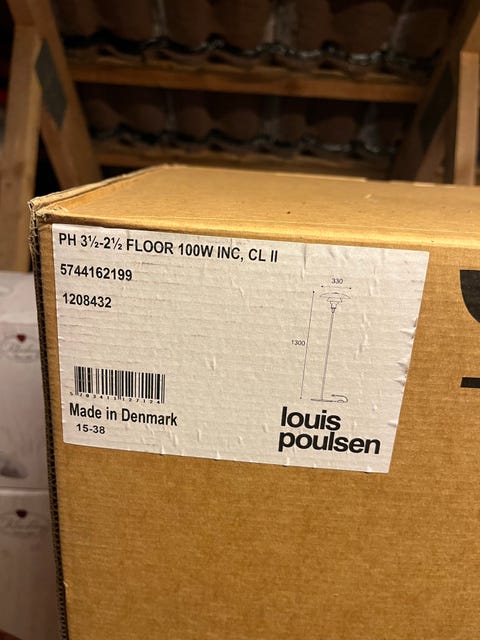 PH 3½-2½ FLOOR 100W INC, CL II
5744162199
1208432
330
1300
Made in Denmark
15-38
louis
poulsen